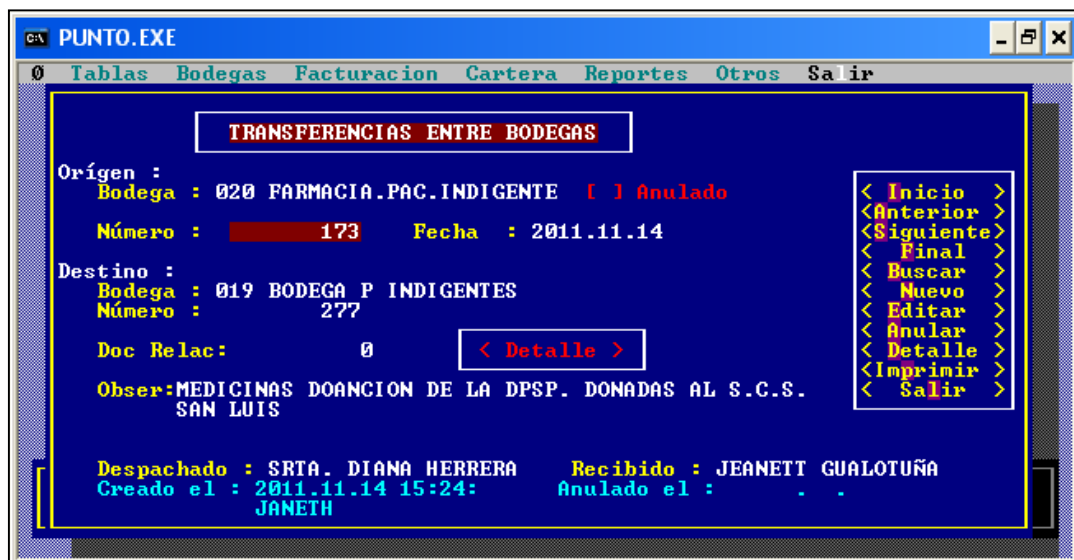 PUNTO.EXE
Ø Tablas Bodegas Facturacion Cartera Reportes Otros Salir
TRANSFERENCIAS ENTRE BODEGAS
Orígen :
Bodega : 020 FARMACIA.PAC.INDIGENTE [ ] Anulado
Número : 173 Fecha : 2011.11.14
Destino :
Bodega : 019 BODEGA P INDIGENTES
Número : 277
Doc Relac: 0 < Detalle >
Obser:MEDICINAS DOANCION DE LA DPSP. DONADAS AL S.C.S.
SAN LUIS
Despachado : SRTA. DIANA HERRERA Recibido : JEANETT GUALOTUÑA
Creado el : 2011.11.14 15:24: Anulado el : . .
JANETH
< Inicio >
<Anterior >
<Siguiente>
< Final >
< Buscar >
< Nuevo >
< Editar >
< Anular >
< Detalle >
<Imprimir >
< Salir >